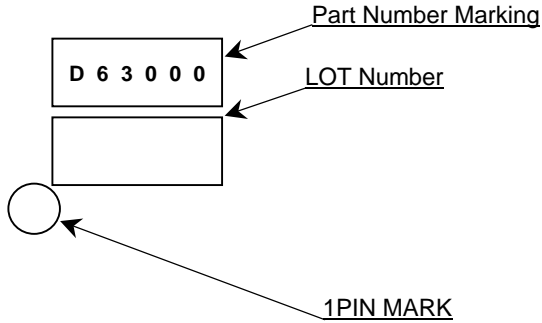 Part Number Marking
D 6 3 0 0 0
LOT Number
1PIN MARK